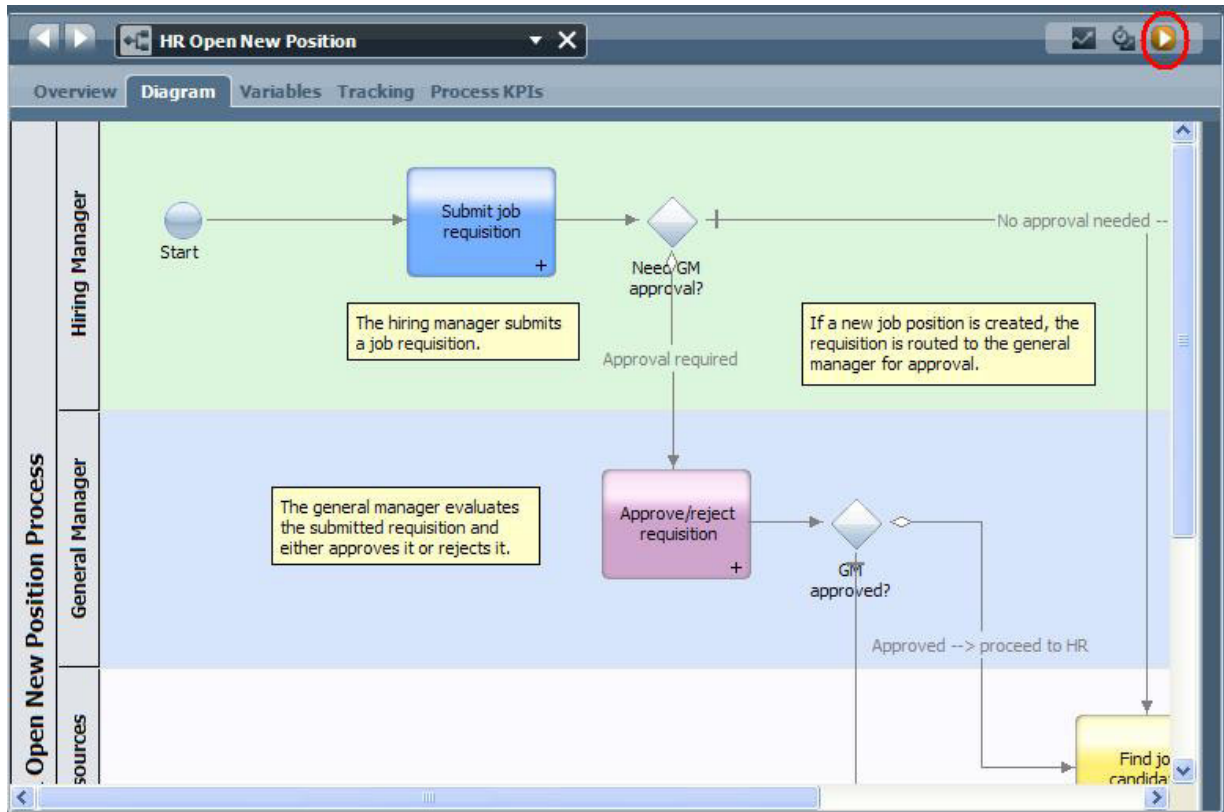 HR Open New Position
Overview Diagram Variables Tracking Process KPIs
Open New Position Process
Hiring Manager
Start
Submit job
requisition
Need GM
approval?
No approval needed --
The hiring manager submits
a job requisition.
If a new job position is created, the
requisition is routed to the general
manager for approval.
Approval required
General Manager
The general manager evaluates
the submitted requisition and
either approves it or rejects it.
Approve/reject
requisition
GM
approved?
Approved --> proceed to HR
sources
Find jo
candida